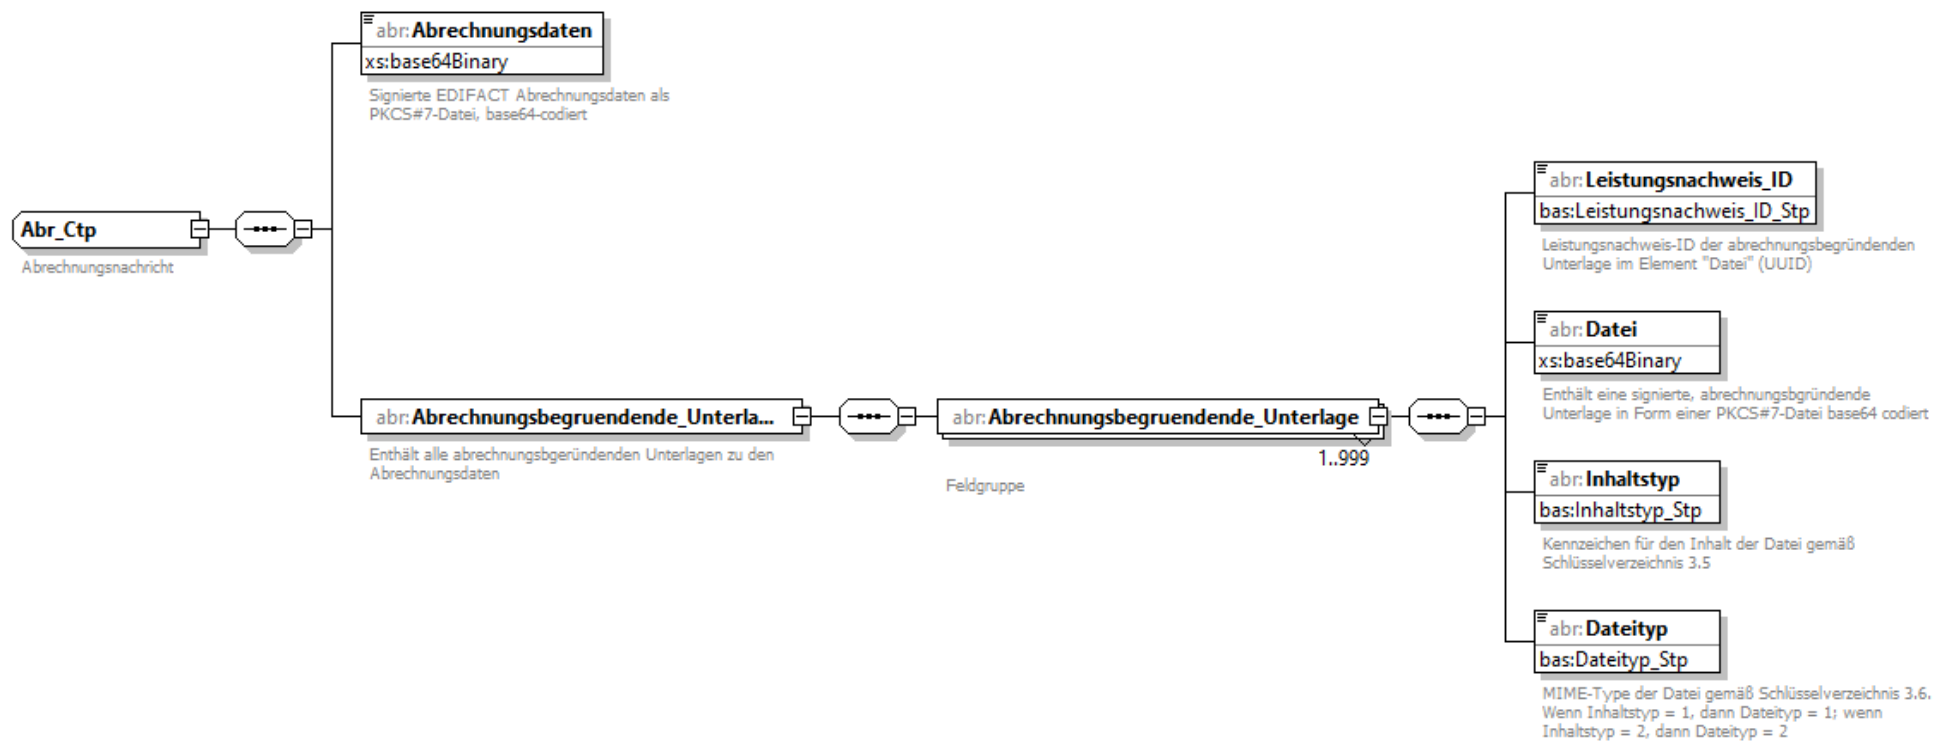 abr:Abrechnungsdaten
xs:base64Binary
Signierte EDIFACT Abrechnungsdaten als
PKCS#7-Datei, base64-codiert
Abr_Ctp
Abrechnungsnachricht
abr:Abrechnungsbegruendende_Unterla...
Enthält alle abrechnungsbgeründenden Unterlagen zu den
Abrechnungsdaten
abr:Abrechnungsbegruendende_Unterlage
1..999
Feldgruppe
abr:Leistungsnachweis_ID
bas:Leistungsnachweis_ID_Stp
Leistungsnachweis-ID der abrechnungsbegründenden
Unterlage im Element "Datei" (UUID)
abr:Datei
xs:base64Binary
Enthält eine signierte, abrechnungsbgründende
Unterlage in Form einer PKCS#7-Datei base64 codiert
abr:Inhaltstyp
bas:Inhaltstyp_Stp
Kennzeichen für den Inhalt der Datei gemäß
Schlüsselverzeichnis 3.5
abr:Dateityp
bas:Dateityp_Stp
MIME-Type der Datei gemäß Schlüsselverzeichnis 3.6.
Wenn Inhaltstyp = 1, dann Dateityp = 1; wenn
Inhaltstyp = 2, dann Dateityp = 2